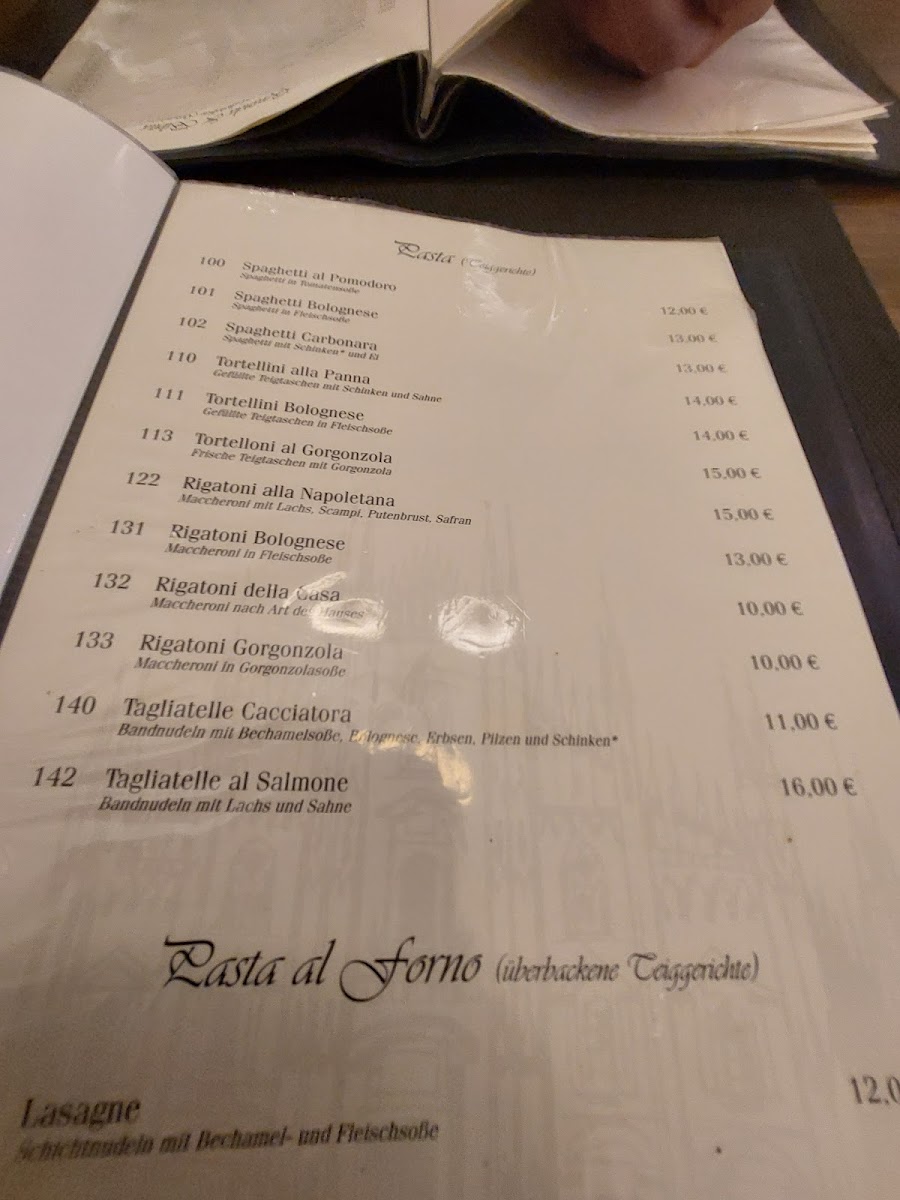 Pasta (Teiggerichte)
100 Spaghetti al Pomodoro 12,00 €
Spaghetti in Tomatensoße
101 Spaghetti Bolognese 13,00 €
Spaghetti in Fleischsoße
102 Spaghetti Carbonara 13,00 €
Spaghetti mit Schinken* und Ei
110 Tortellini alla Panna 14,00 €
Gefüllte Teigtaschen mit Schinken und Sahne
111 Tortellini Bolognese 14,00 €
Gefüllte Teigtaschen in Fleischsoße
113 Tortelloni al Gorgonzola 15,00 €
Frische Teigtaschen mit Gorgonzola
122 Rigatoni alla Napoletana 15,00 €
Maccheroni mit Lachs, Scampi, Putenbrust, Safran
131 Rigatoni Bolognese 13,00 €
Maccheroni in Fleischsoße
132 Rigatoni della Casa 10,00 €
Maccheroni nach Art des Hauses
133 Rigatoni Gorgonzola 10,00 €
Maccheroni in Gorgonzolasoße
140 Tagliatelle Cacciatora 11,00 €
Bandnudeln mit Bechamelsoße, Bolognese, Erbsen, Pilzen und Schinken*
142 Tagliatelle al Salmone 16,00 €
Bandnudeln mit Lachs und Sahne
Pasta al Forno (überbackene Teiggerichte)
Lasagne 12,0
Schichtnudeln mit Bechamel- und Fleischsoße